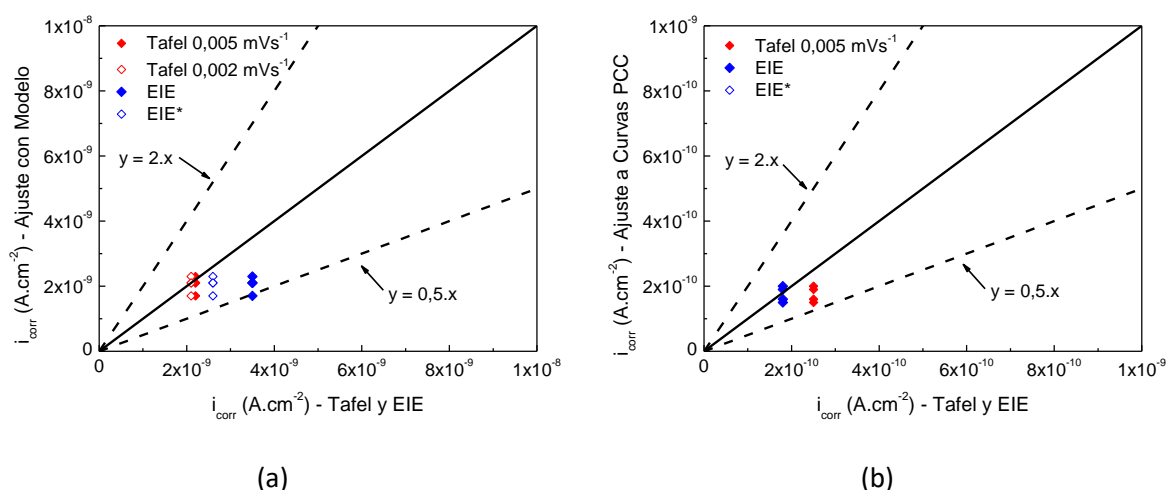 1x10⁻⁸
8x10⁻⁹
6x10⁻⁹
4x10⁻⁹
2x10⁻⁹
0
i_corr (A.cm⁻²) - Ajuste con Modelo
Tafel 0,005 mVs⁻¹
Tafel 0,002 mVs⁻¹
EIE
EIE*
y = 2.x
y = 0,5.x
0 2x10⁻⁹ 4x10⁻⁹ 6x10⁻⁹ 8x10⁻⁹ 1x10⁻⁸
i_corr (A.cm⁻²) - Tafel y EIE
(a)
1x10⁻⁹
8x10⁻¹⁰
6x10⁻¹⁰
4x10⁻¹⁰
2x10⁻¹⁰
0
i_corr (A.cm⁻²) - Ajuste a Curvas PCC
Tafel 0,005 mVs⁻¹
EIE
EIE*
y = 2.x
y = 0,5.x
0 2x10⁻¹⁰ 4x10⁻¹⁰ 6x10⁻¹⁰ 8x10⁻¹⁰ 1x10⁻⁹
i_corr (A.cm⁻²) - Tafel y EIE
(b)